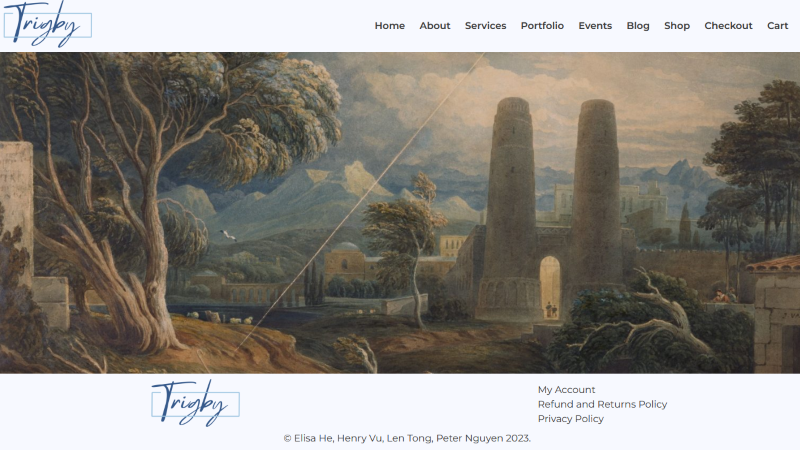 Trigby
Home About Services Portfolio Events Blog Shop Checkout Cart
Trigby
My Account
Refund and Returns Policy
Privacy Policy
© Elisa He, Henry Vu, Len Tong, Peter Nguyen 2023.